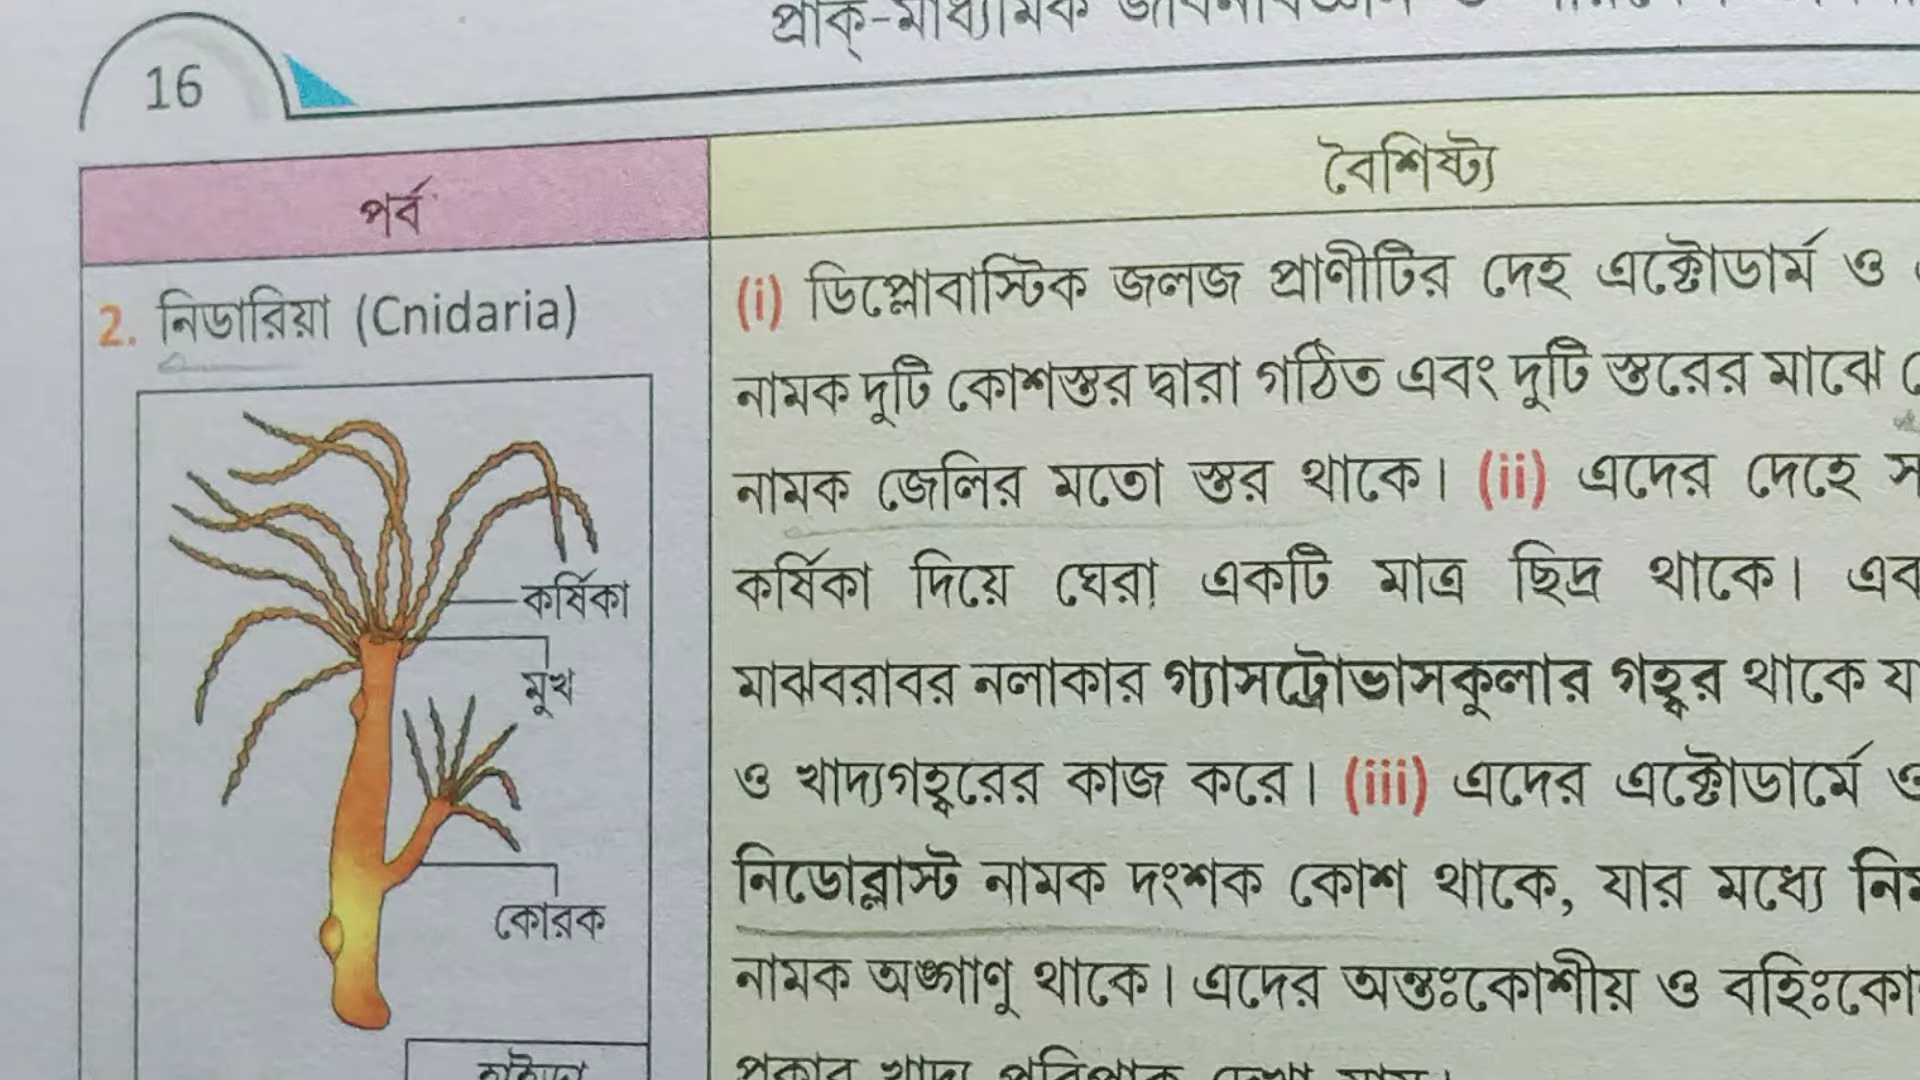 প্রাক্-মাধ্যমিক
16
পর্ব
বৈশিষ্ট্য
2. নিডারিয়া (Cnidaria)
(i) ডিপ্লোবাস্টিক জলজ প্রাণীটির দেহ এক্টোডার্ম ও
নামক দুটি কোশস্তর দ্বারা গঠিত এবং দুটি স্তরের মাঝে
নামক জেলির মতো স্তর থাকে। (ii) এদের দেহে
কর্ষিকা দিয়ে ঘেরা একটি মাত্র ছিদ্র থাকে।
মাঝবরাবর নলাকার গ্যাসট্রোভাসকুলার গহ্বর থাকে
ও খাদ্যগহ্বরের কাজ করে। (iii) এদের এক্টোডার্মে
নিডোব্লাস্ট নামক দংশক কোশ থাকে, যার মধ্যে
নামক অঙ্গাণু থাকে। এদের অন্তঃকোশীয় ও
কর্ষিকা
মুখ
কোরক